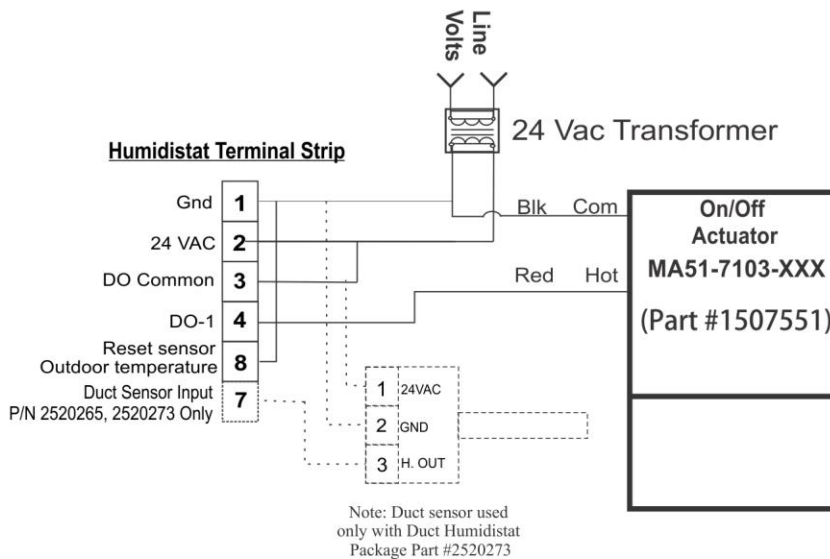 Line
Volts
24 Vac Transformer
Humidistat Terminal Strip
Gnd 1
24 VAC 2
DO Common 3
DO-1 4
Reset sensor
Outdoor temperature 8
Duct Sensor Input
P/N 2520265, 2520273 Only 7
Blk Com
Red Hot
On/Off
Actuator
MA51-7103-XXX
(Part #1507551)
1 24VAC
2 GND
3 H. OUT
Note: Duct sensor used
only with Duct Humidistat
Package Part #2520273